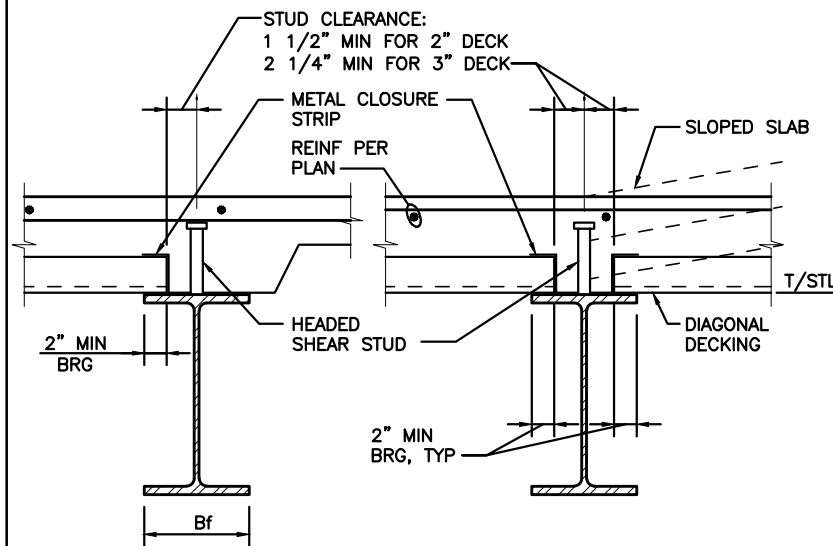 STUD CLEARANCE:
1 1/2" MIN FOR 2" DECK
2 1/4" MIN FOR 3" DECK
METAL CLOSURE
STRIP
SLOPED SLAB
REINF PER
PLAN
T/STL
HEADED
SHEAR STUD
DIAGONAL
DECKING
2" MIN
BRG
2" MIN
BRG, TYP
Bf